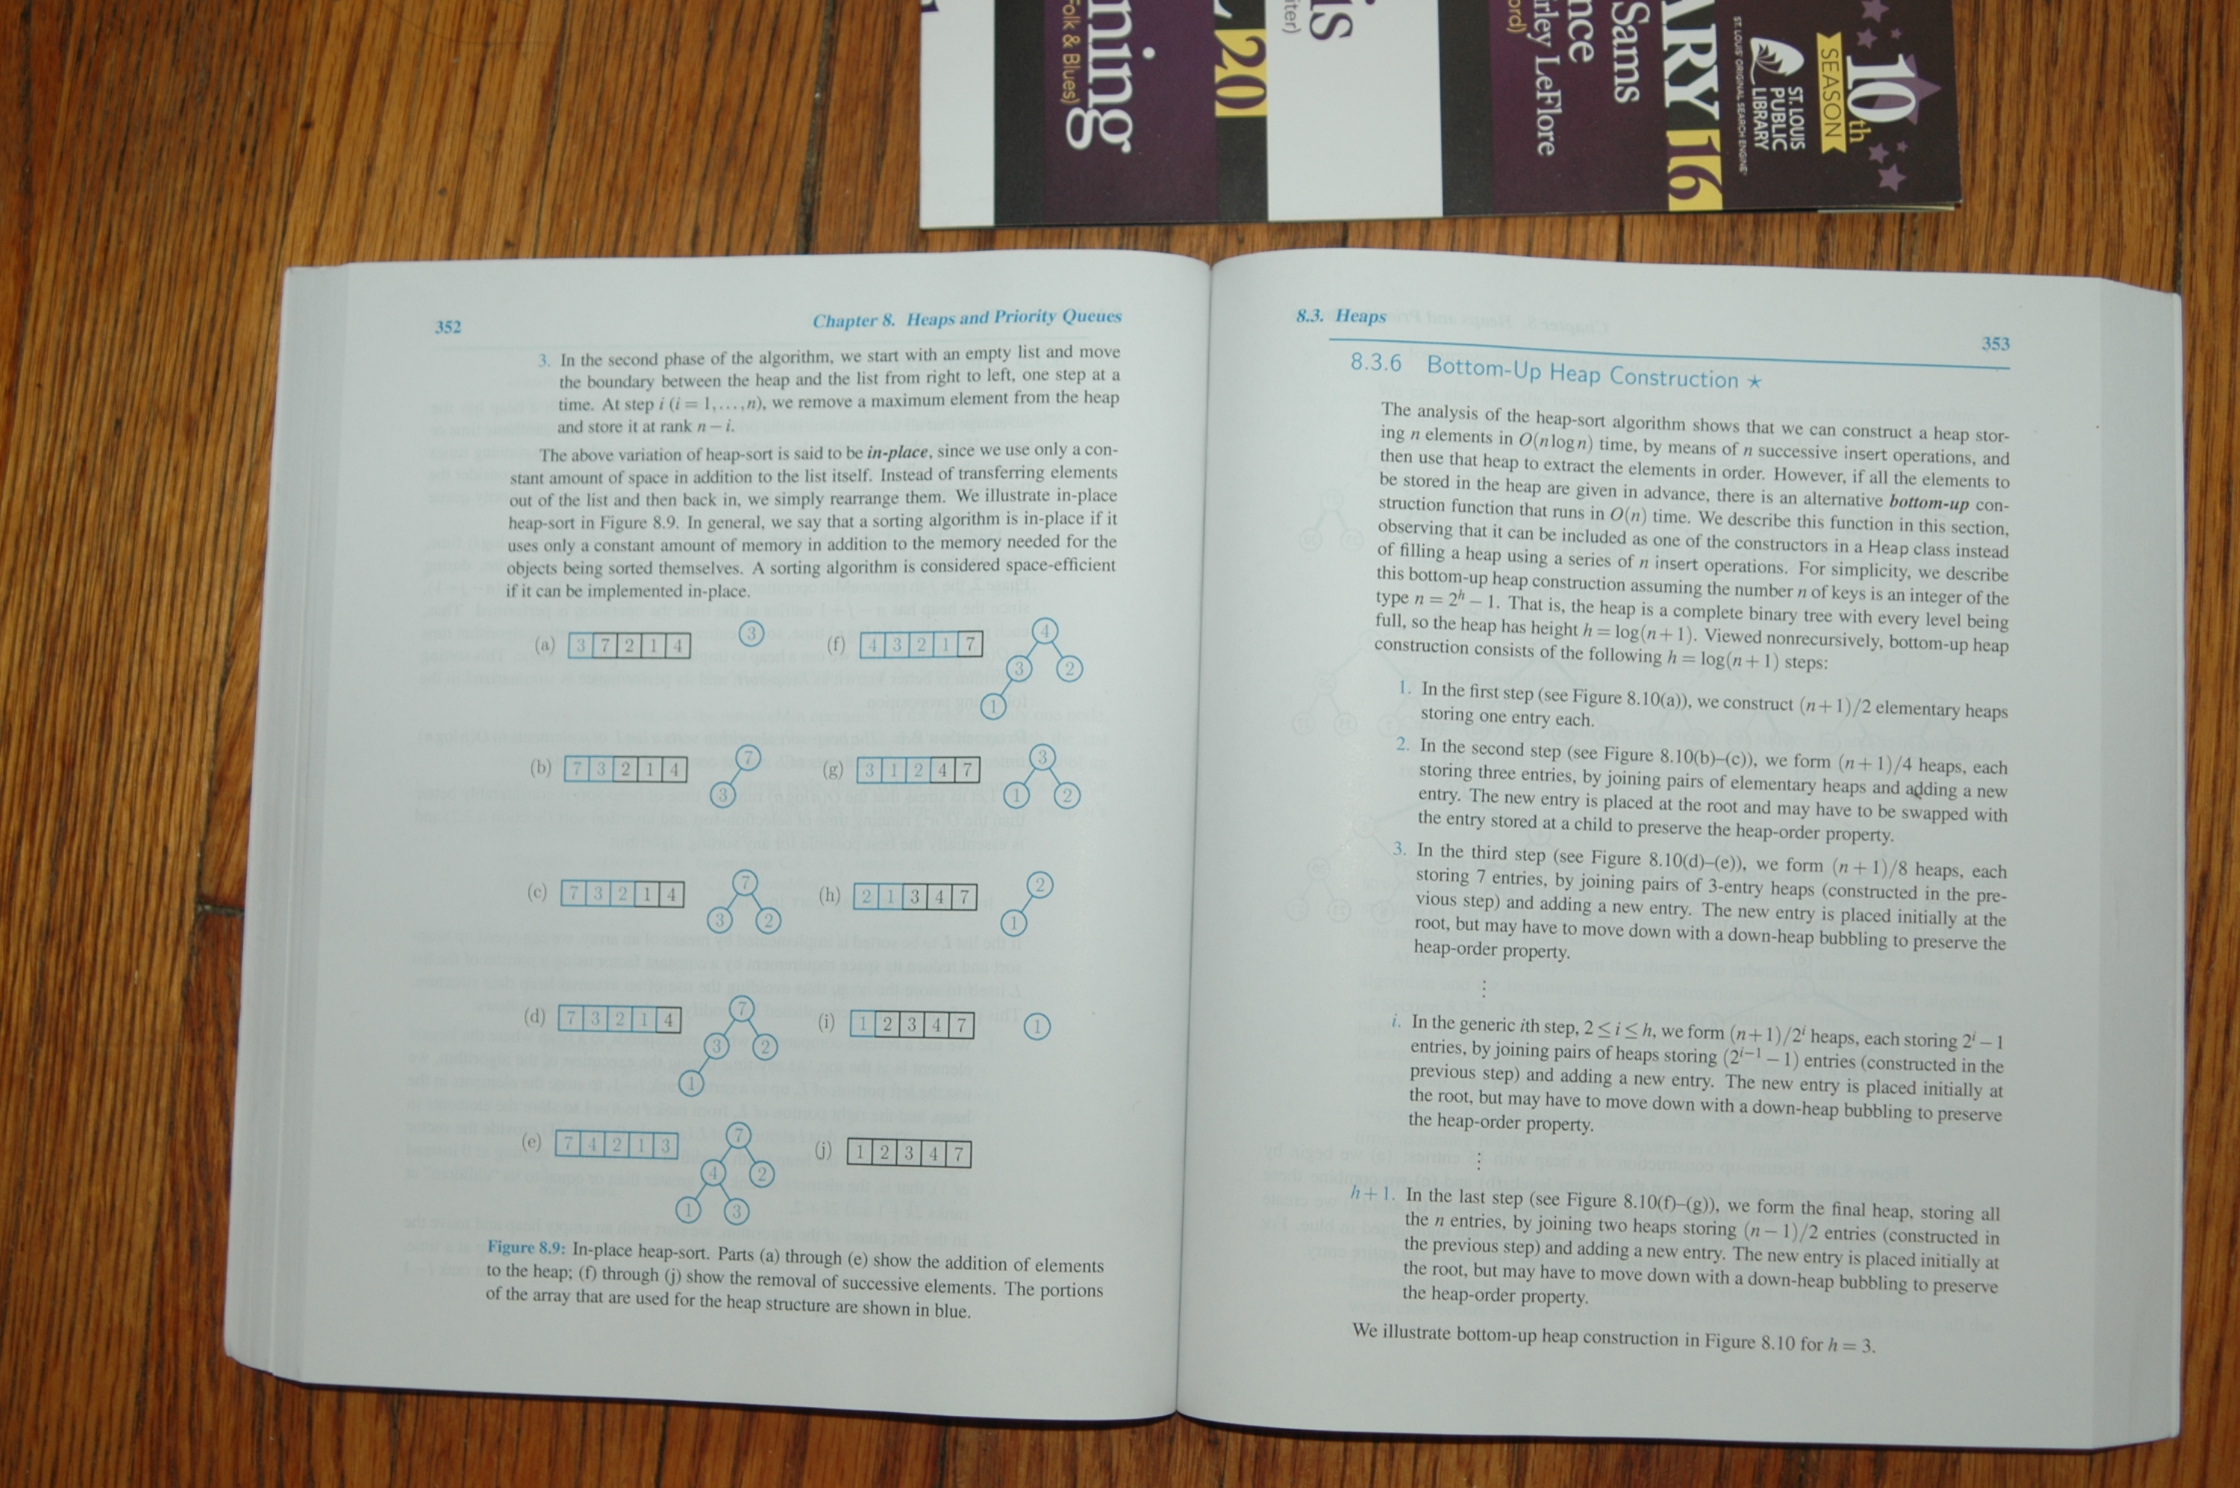 352
Chapter 8. Heaps and Priority Queues
3. In the second phase of the algorithm, we start with an empty list and move
the boundary between the heap and the list from right to left, one step at a
time. At step i (i = 1,...,n), we remove a maximum element from the heap
and store it at rank n − i.
The above variation of heap-sort is said to be in-place, since we use only a con-
stant amount of space in addition to the list itself. Instead of transferring elements
out of the list and then back in, we simply rearrange them. We illustrate in-place
heap-sort in Figure 8.9. In general, we say that a sorting algorithm is in-place if it
uses only a constant amount of memory in addition to the memory needed for the
objects being sorted themselves. A sorting algorithm is considered space-efficient
if it can be implemented in-place.
(a) 3 7 2 1 4
3
(b) 7 3 2 1 4
7
3
(c) 7 3 2 1 4
7
3 2
(d) 7 3 2 1 4
7
3 2
1
(e) 7 4 2 1 3
7
4 2
1 3
(f) 4 3 2 1 7
4
3 2
1
(g) 3 1 2 4 7
3
1 2
(h) 2 1 3 4 7
2
1
(i) 1 2 3 4 7
1
(j) 1 2 3 4 7
Figure 8.9: In-place heap-sort. Parts (a) through (e) show the addition of elements
to the heap; (f) through (j) show the removal of successive elements. The portions
of the array that are used for the heap structure are shown in blue.
8.3. Heaps
353
8.3.6 Bottom-Up Heap Construction ★
The analysis of the heap-sort algorithm shows that we can construct a heap stor-
ing n elements in O(n log n) time, by means of n successive insert operations, and
then use that heap to extract the elements in order. However, if all the elements to
be stored in the heap are given in advance, there is an alternative bottom-up con-
struction function that runs in O(n) time. We describe this function in this section,
observing that it can be included as one of the constructors in a Heap class instead
of filling a heap using a series of n insert operations. For simplicity, we describe
this bottom-up heap construction assuming the number n of keys is an integer of the
type n = 2^h − 1. That is, the heap is a complete binary tree with every level being
full, so the heap has height h = log(n + 1). Viewed nonrecursively, bottom-up heap
construction consists of the following h = log(n + 1) steps:
1. In the first step (see Figure 8.10(a)), we construct (n + 1)/2 elementary heaps
storing one entry each.
2. In the second step (see Figure 8.10(b)–(c)), we form (n + 1)/4 heaps, each
storing three entries, by joining pairs of elementary heaps and adding a new
entry. The new entry is placed at the root and may have to be swapped with
the entry stored at a child to preserve the heap-order property.
3. In the third step (see Figure 8.10(d)–(e)), we form (n + 1)/8 heaps, each
storing 7 entries, by joining pairs of 3-entry heaps (constructed in the pre-
vious step) and adding a new entry. The new entry is placed initially at the
root, but may have to move down with a down-heap bubbling to preserve the
heap-order property.
⋮
i. In the generic ith step, 2 ≤ i ≤ h, we form (n + 1)/2^i heaps, each storing 2^i − 1
entries, by joining pairs of heaps storing (2^{i−1} − 1) entries (constructed in the
previous step) and adding a new entry. The new entry is placed initially at
the root, but may have to move down with a down-heap bubbling to preserve
the heap-order property.
⋮
h + 1. In the last step (see Figure 8.10(f)–(g)), we form the final heap, storing all
the n entries, by joining two heaps storing (n − 1)/2 entries (constructed in
the previous step) and adding a new entry. The new entry is placed initially at
the root, but may have to move down with a down-heap bubbling to preserve
the heap-order property.
We illustrate bottom-up heap construction in Figure 8.10 for h = 3.
ning
Folk & Blues)
20
is
iter)
ARY 16
Sams
nce
irley LeFlore
ord)
10th
SEASON
ST. LOUIS
PUBLIC
LIBRARY
ST. LOUIS' ORIGINAL SEARCH ENGINE